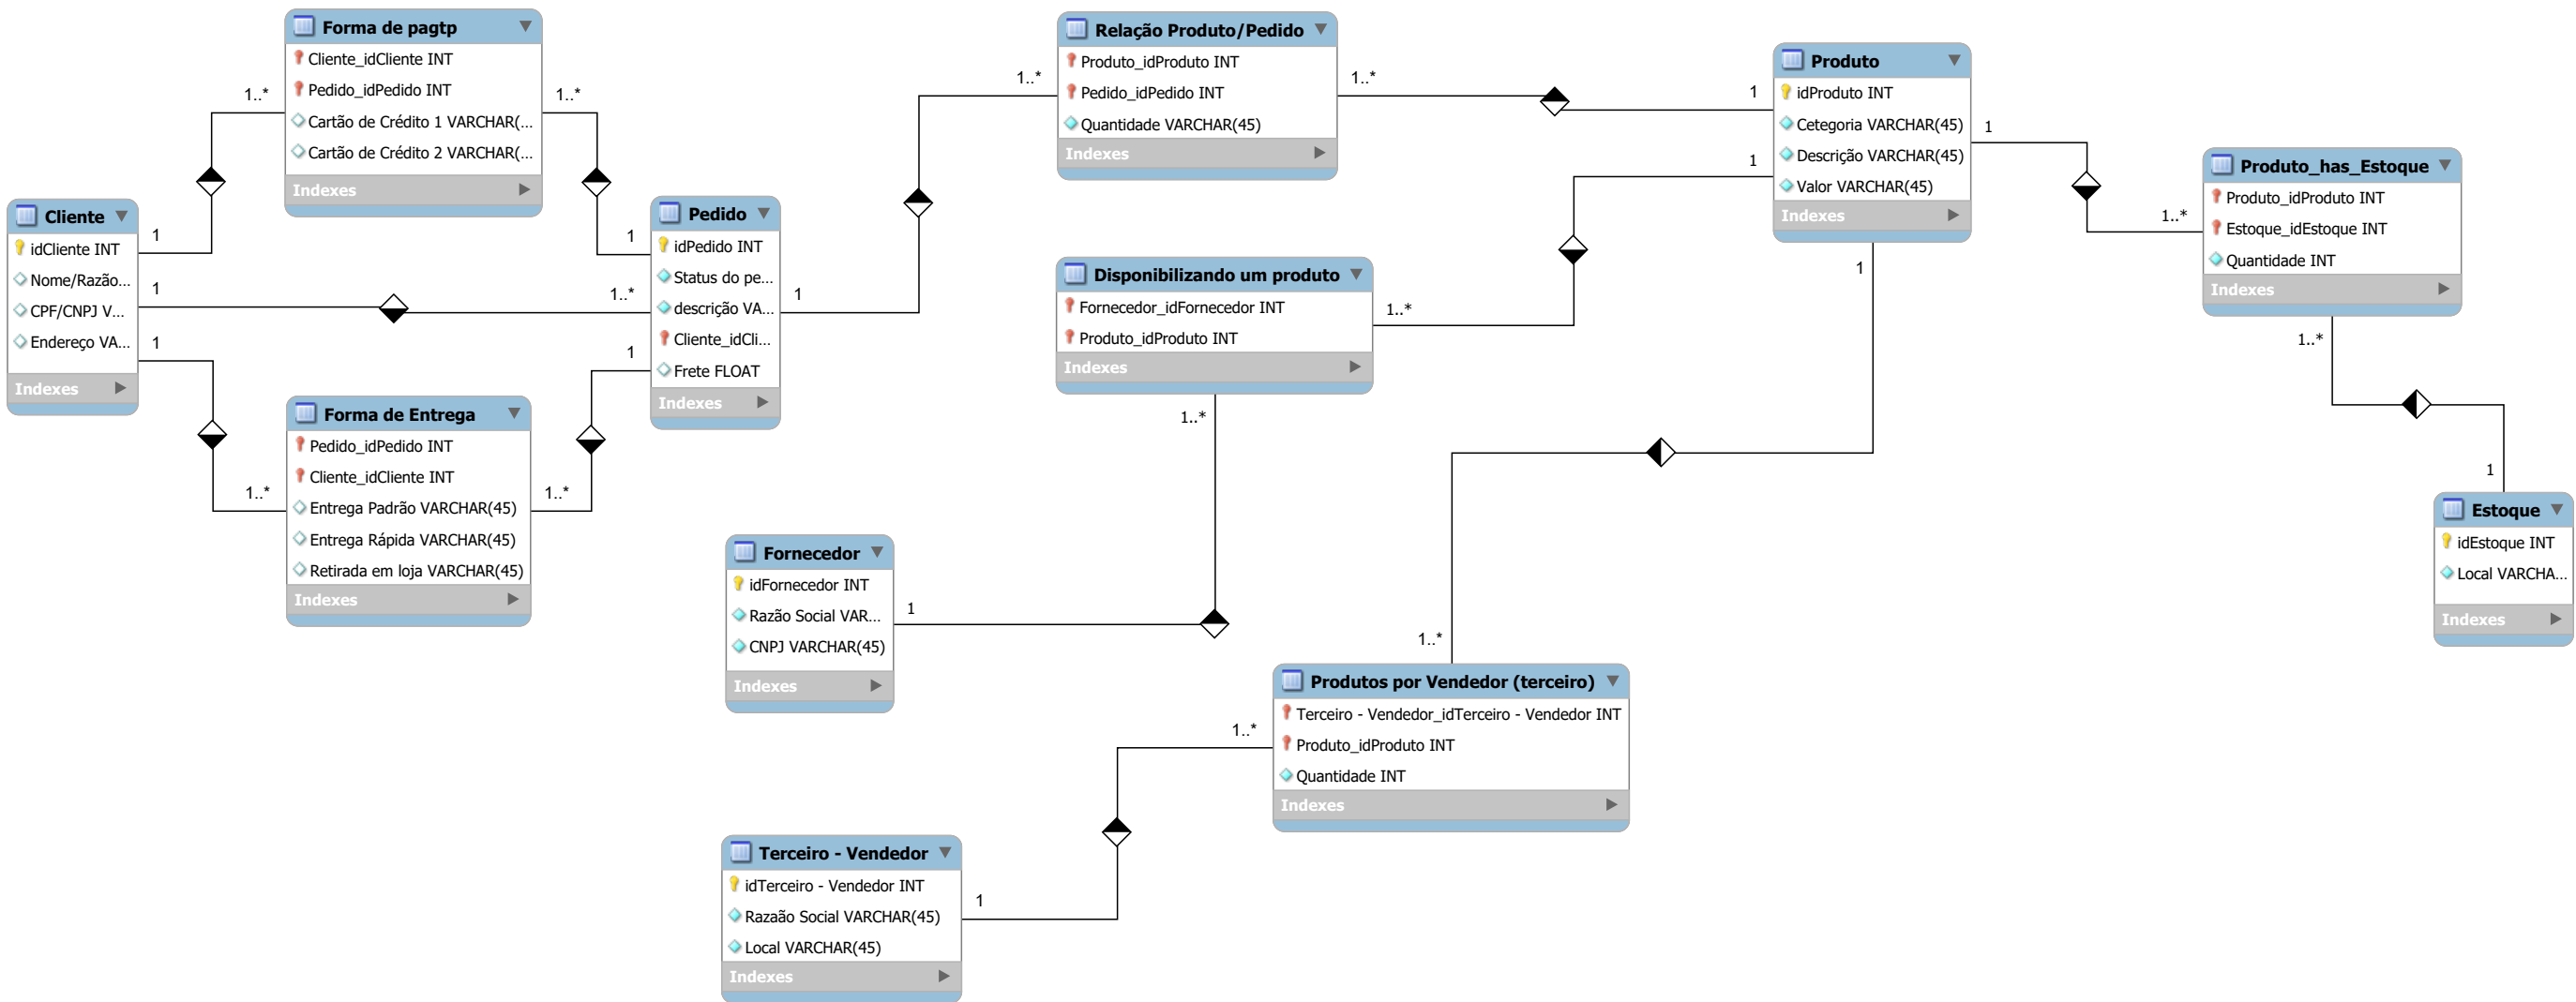 Forma de pagtp
Cliente_idCliente INT
Pedido_idPedido INT
Cartão de Crédito 1 VARCHAR(...
Cartão de Crédito 2 VARCHAR(...
Indexes
Cliente
idCliente INT
Nome/Razão...
CPF/CNPJ V...
Endereço VA...
Indexes
Forma de Entrega
Pedido_idPedido INT
Cliente_idCliente INT
Entrega Padrão VARCHAR(45)
Entrega Rápida VARCHAR(45)
Retirada em loja VARCHAR(45)
Indexes
Pedido
idPedido INT
Status do pe...
descrição VA...
Cliente_idCli...
Frete FLOAT
Indexes
Relação Produto/Pedido
Produto_idProduto INT
Pedido_idPedido INT
Quantidade VARCHAR(45)
Indexes
Disponibilizando um produto
Fornecedor_idFornecedor INT
Produto_idProduto INT
Indexes
Fornecedor
idFornecedor INT
Razão Social VAR...
CNPJ VARCHAR(45)
Indexes
Terceiro - Vendedor
idTerceiro - Vendedor INT
Razaão Social VARCHAR(45)
Local VARCHAR(45)
Indexes
Produtos por Vendedor (terceiro)
Terceiro - Vendedor_idTerceiro - Vendedor INT
Produto_idProduto INT
Quantidade INT
Indexes
Produto
idProduto INT
Cetegoria VARCHAR(45)
Descrição VARCHAR(45)
Valor VARCHAR(45)
Indexes
Produto_has_Estoque
Produto_idProduto INT
Estoque_idEstoque INT
Quantidade INT
Indexes
Estoque
idEstoque INT
Local VARCHA...
Indexes
1..*
1..*
1
1
1
1..*
1
1
1..*
1..*
1
1..*
1..*
1
1
1
1
1..*
1..*
1..*
1
1..*
1..*
1
1..*
1